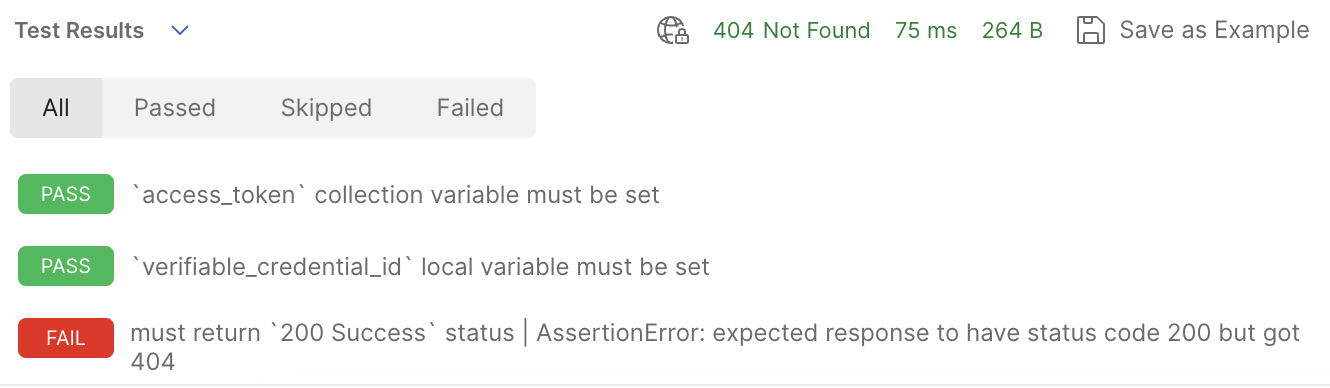 Test Results 404 Not Found 75 ms 264 B Save as Example
All Passed Skipped Failed
PASS `access_token` collection variable must be set
PASS `verifiable_credential_id` local variable must be set
FAIL must return `200 Success` status | AssertionError: expected response to have status code 200 but got
404